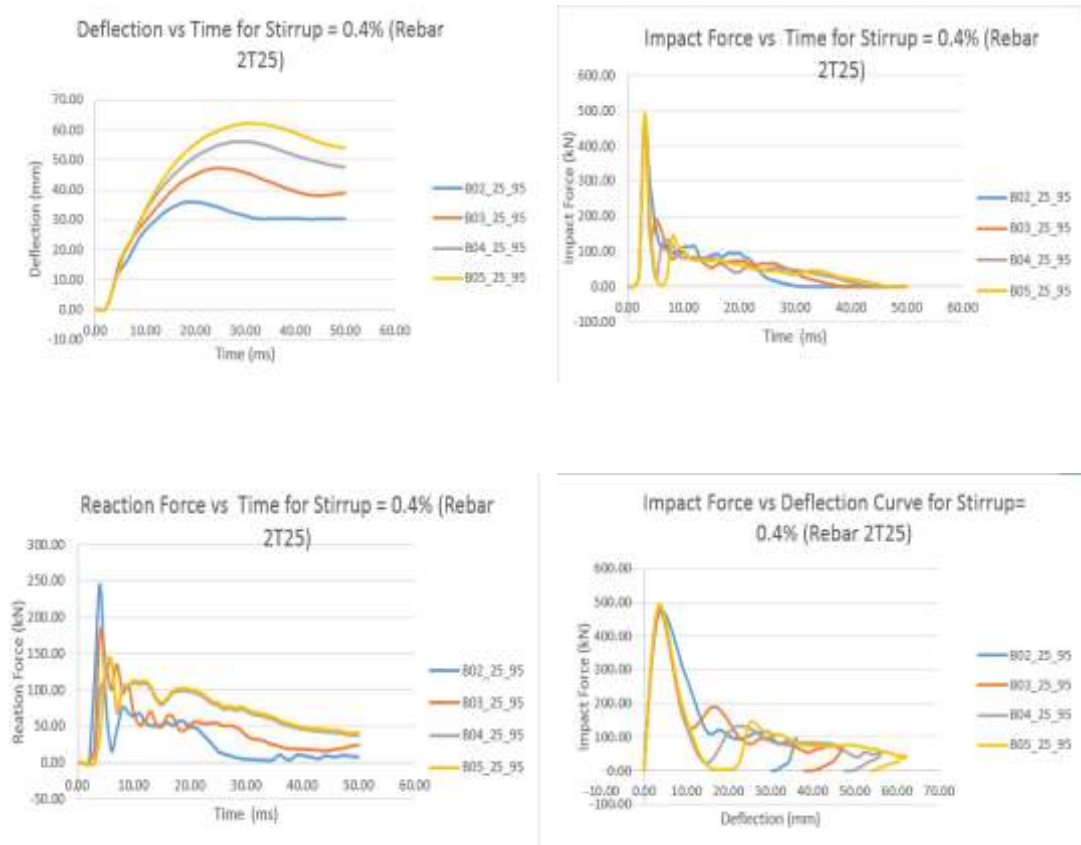 Deflection vs Time for Stirrup = 0.4% (Rebar
2T25)
70.00
60.00
50.00
40.00
30.00
20.00
10.00
0.00
-10.00
0.00 10.00 20.00 30.00 40.00 50.00 60.00
Deflection (mm)
Time (ms)
B02_25_95
B03_25_95
B04_25_95
B05_25_95
Impact Force vs Time for Stirrup = 0.4% (Rebar
2T25)
600.00
500.00
400.00
300.00
200.00
100.00
0.00
-100.00
0.00 10.00 20.00 30.00 40.00 50.00 60.00
Impact Force (kN)
Time (ms)
B02_25_95
B03_25_95
B04_25_95
B05_25_95
Reaction Force vs Time for Stirrup = 0.4% (Rebar
2T25)
300.00
250.00
200.00
150.00
100.00
50.00
0.00
-50.00
0.00 10.00 20.00 30.00 40.00 50.00 60.00
Reation Force (kN)
Time (ms)
B02_25_95
B03_25_95
B04_25_95
B05_25_95
Impact Force vs Deflection Curve for Stirrup=
0.4% (Rebar 2T25)
600.00
500.00
400.00
300.00
200.00
100.00
0.00
-100.00
-10.00 0.00 10.00 20.00 30.00 40.00 50.00 60.00 70.00
Impact Force (kN)
Deflection (mm)
B02_25_95
B03_25_95
B04_25_95
B05_25_95